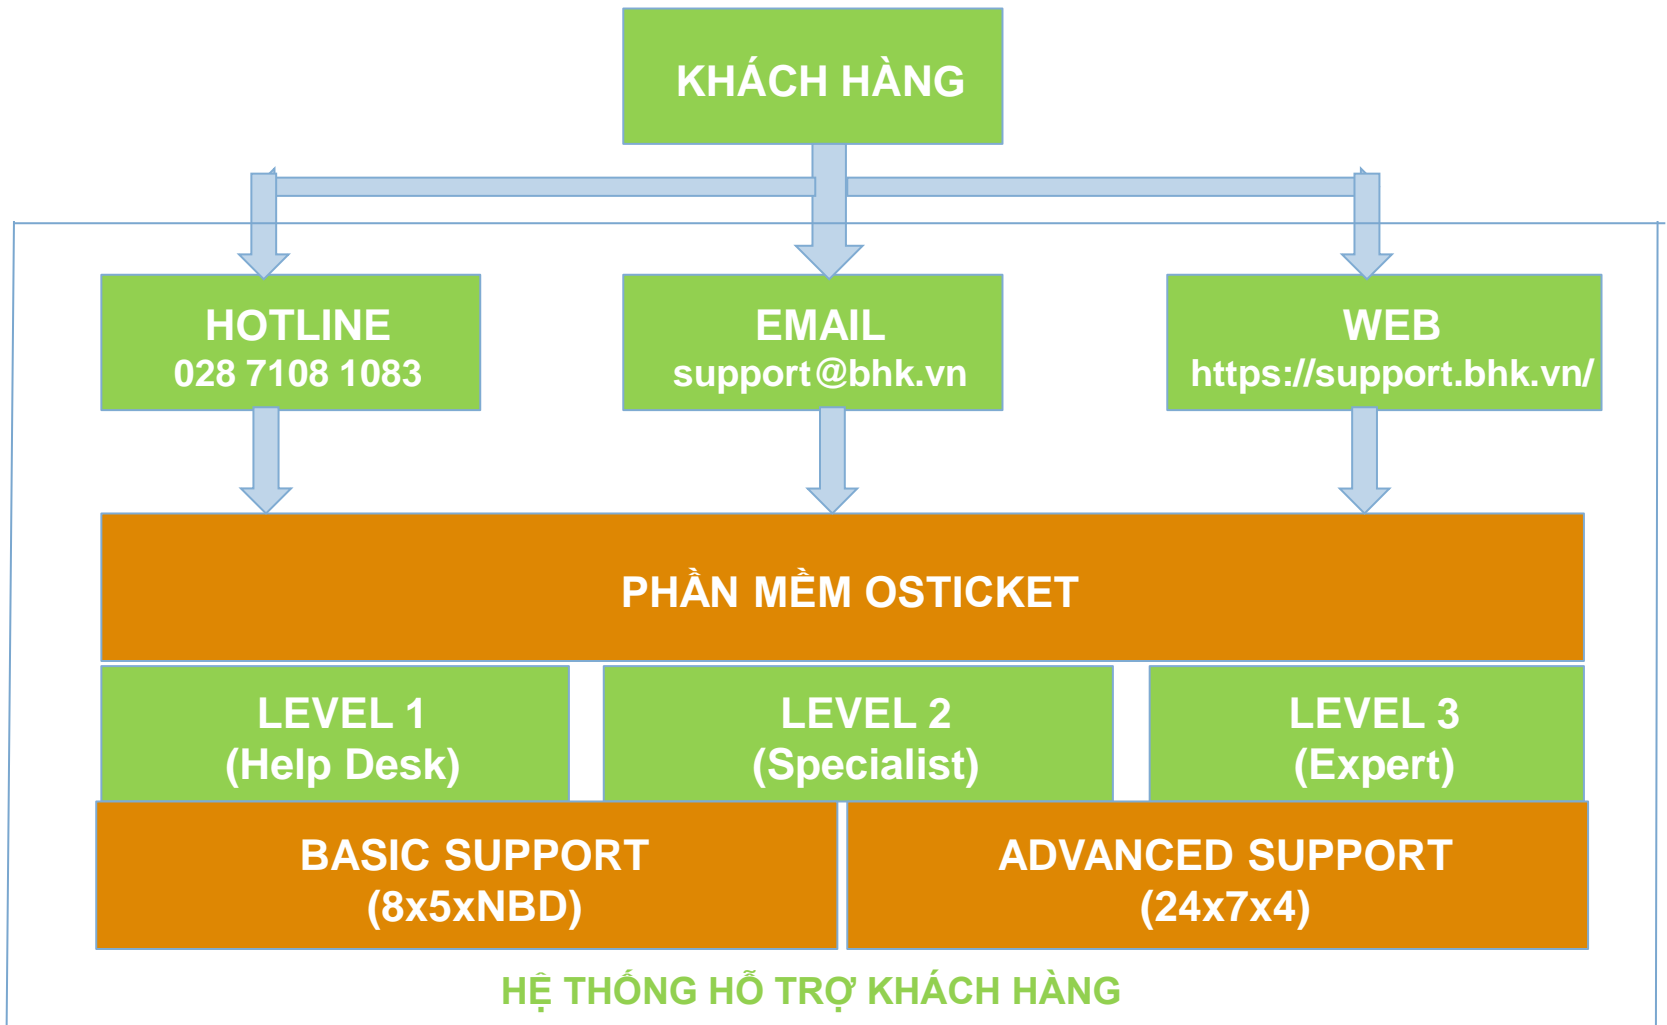 KHÁCH HÀNG
HOTLINE
028 7108 1083
EMAIL
support@bhk.vn
WEB
https://support.bhk.vn/
PHẦN MỀM OSTICKET
LEVEL 1
(Help Desk)
LEVEL 2
(Specialist)
LEVEL 3
(Expert)
BASIC SUPPORT
(8x5xNBD)
ADVANCED SUPPORT
(24x7x4)
HỆ THỐNG HỖ TRỢ KHÁCH HÀNG